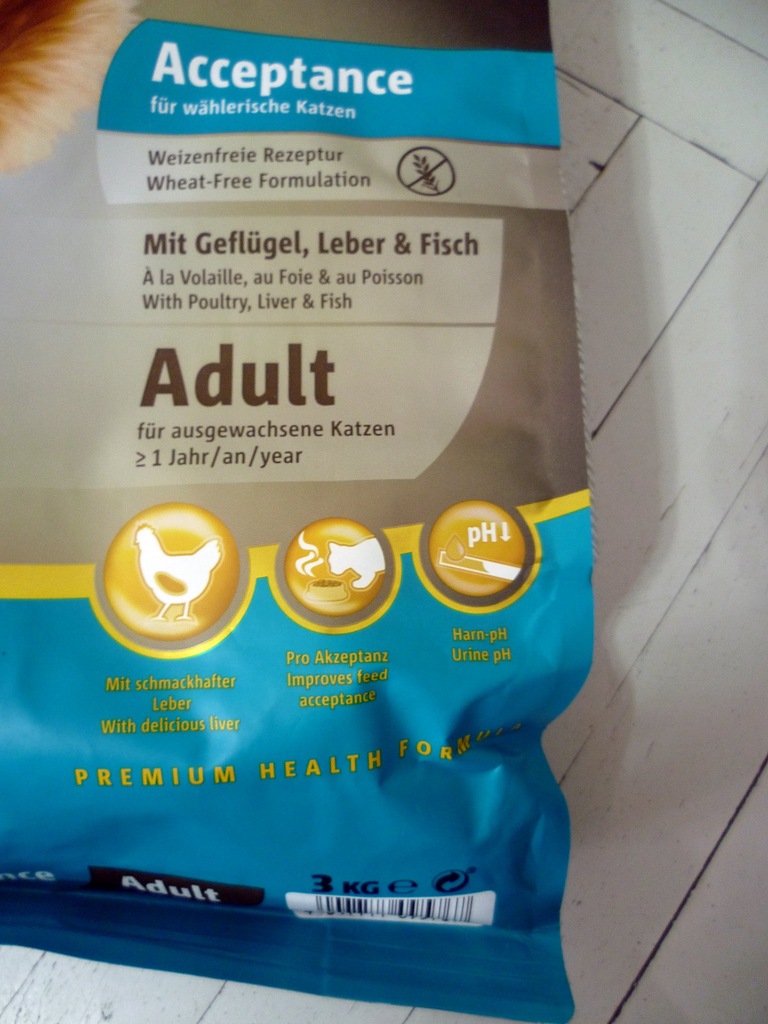 Acceptance
für wählerische Katzen
Weizenfreie Rezeptur
Wheat-Free Formulation
Mit Geflügel, Leber & Fisch
À la Volaille, au Foie & au Poisson
With Poultry, Liver & Fish
Adult
für ausgewachsene Katzen
≥ 1 Jahr/an/year
pH↓
Mit schmackhafter
Leber
With delicious liver
Pro Akzeptanz
Improves feed
acceptance
Harn-pH
Urine pH
PREMIUM HEALTH FORMULA
Adult
3 KG ℮